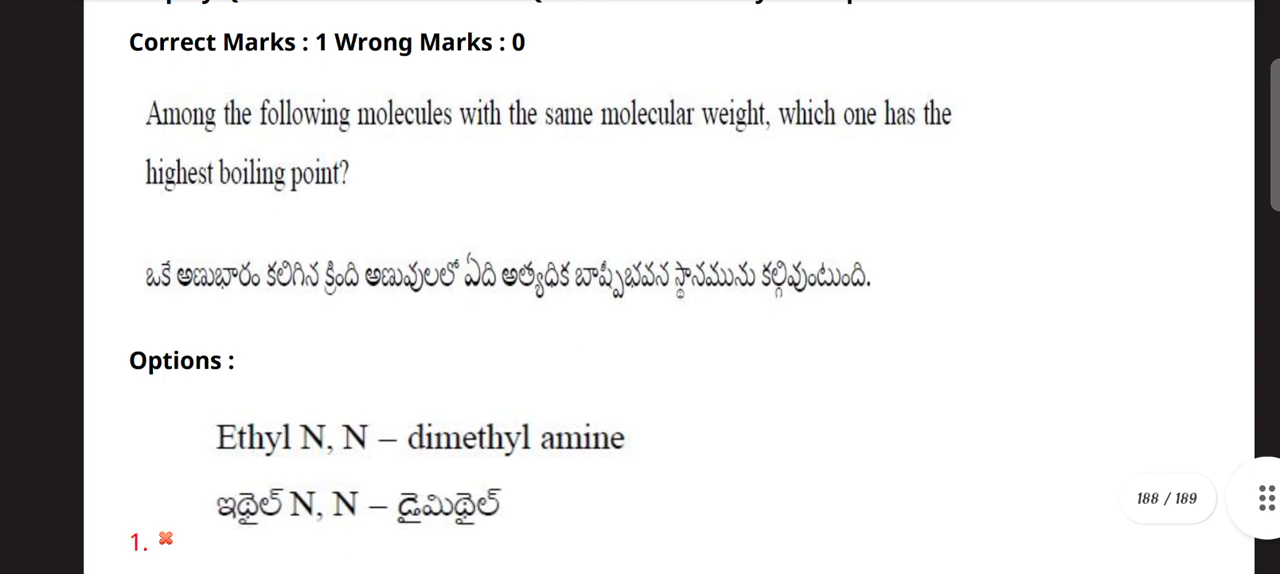 Correct Marks : 1 Wrong Marks : 0
Among the following molecules with the same molecular weight, which one has the
highest boiling point?
ఒకే అణుభారం కలిగిన క్రింది అణువులలో ఏది అత్యధిక బాష్పీభవన స్థానమును కల్గివుంటుంది.
Options :
Ethyl N, N – dimethyl amine
ఇథైల్ N, N – డైమిథైల్
1.
188 / 189